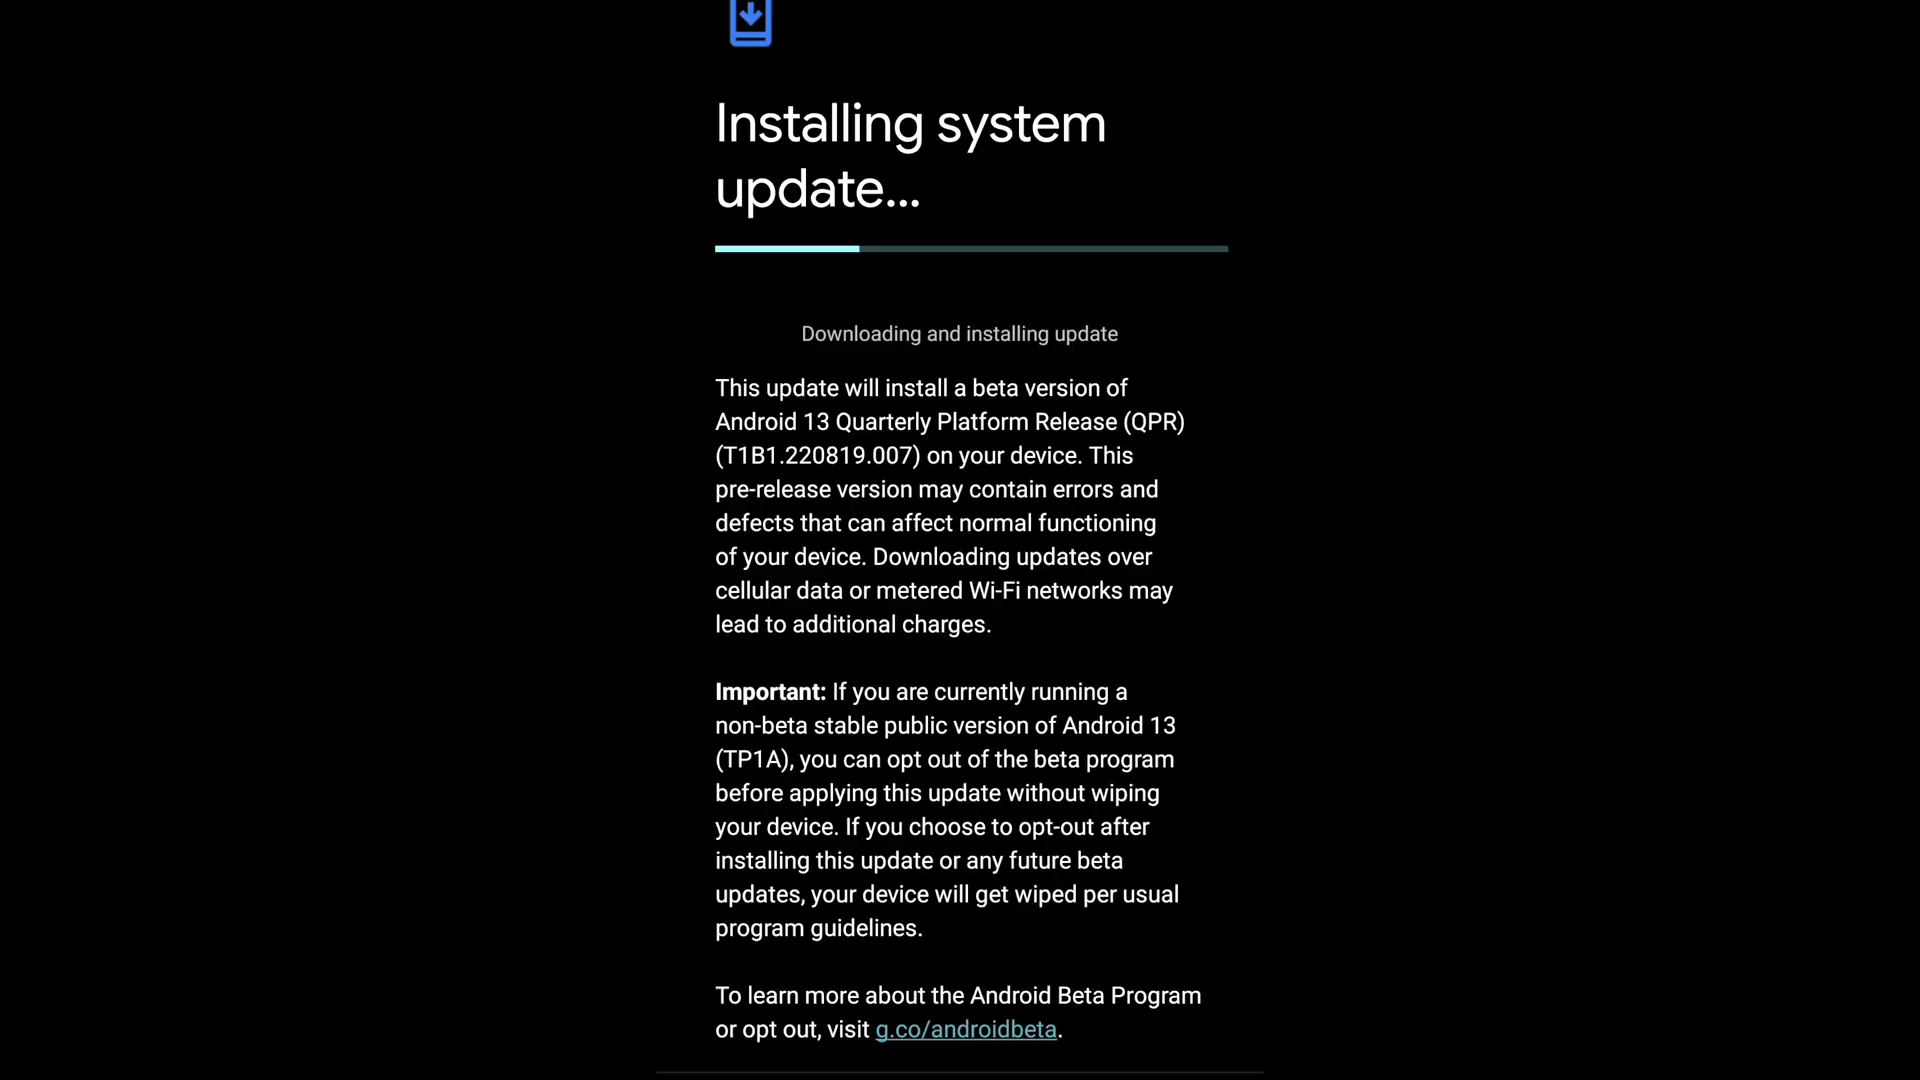 Installing system
update...
Downloading and installing update
This update will install a beta version of
Android 13 Quarterly Platform Release (QPR)
(T1B1.220819.007) on your device. This
pre-release version may contain errors and
defects that can affect normal functioning
of your device. Downloading updates over
cellular data or metered Wi-Fi networks may
lead to additional charges.
Important: If you are currently running a
non-beta stable public version of Android 13
(TP1A), you can opt out of the beta program
before applying this update without wiping
your device. If you choose to opt-out after
installing this update or any future beta
updates, your device will get wiped per usual
program guidelines.
To learn more about the Android Beta Program
or opt out, visit g.co/androidbeta.